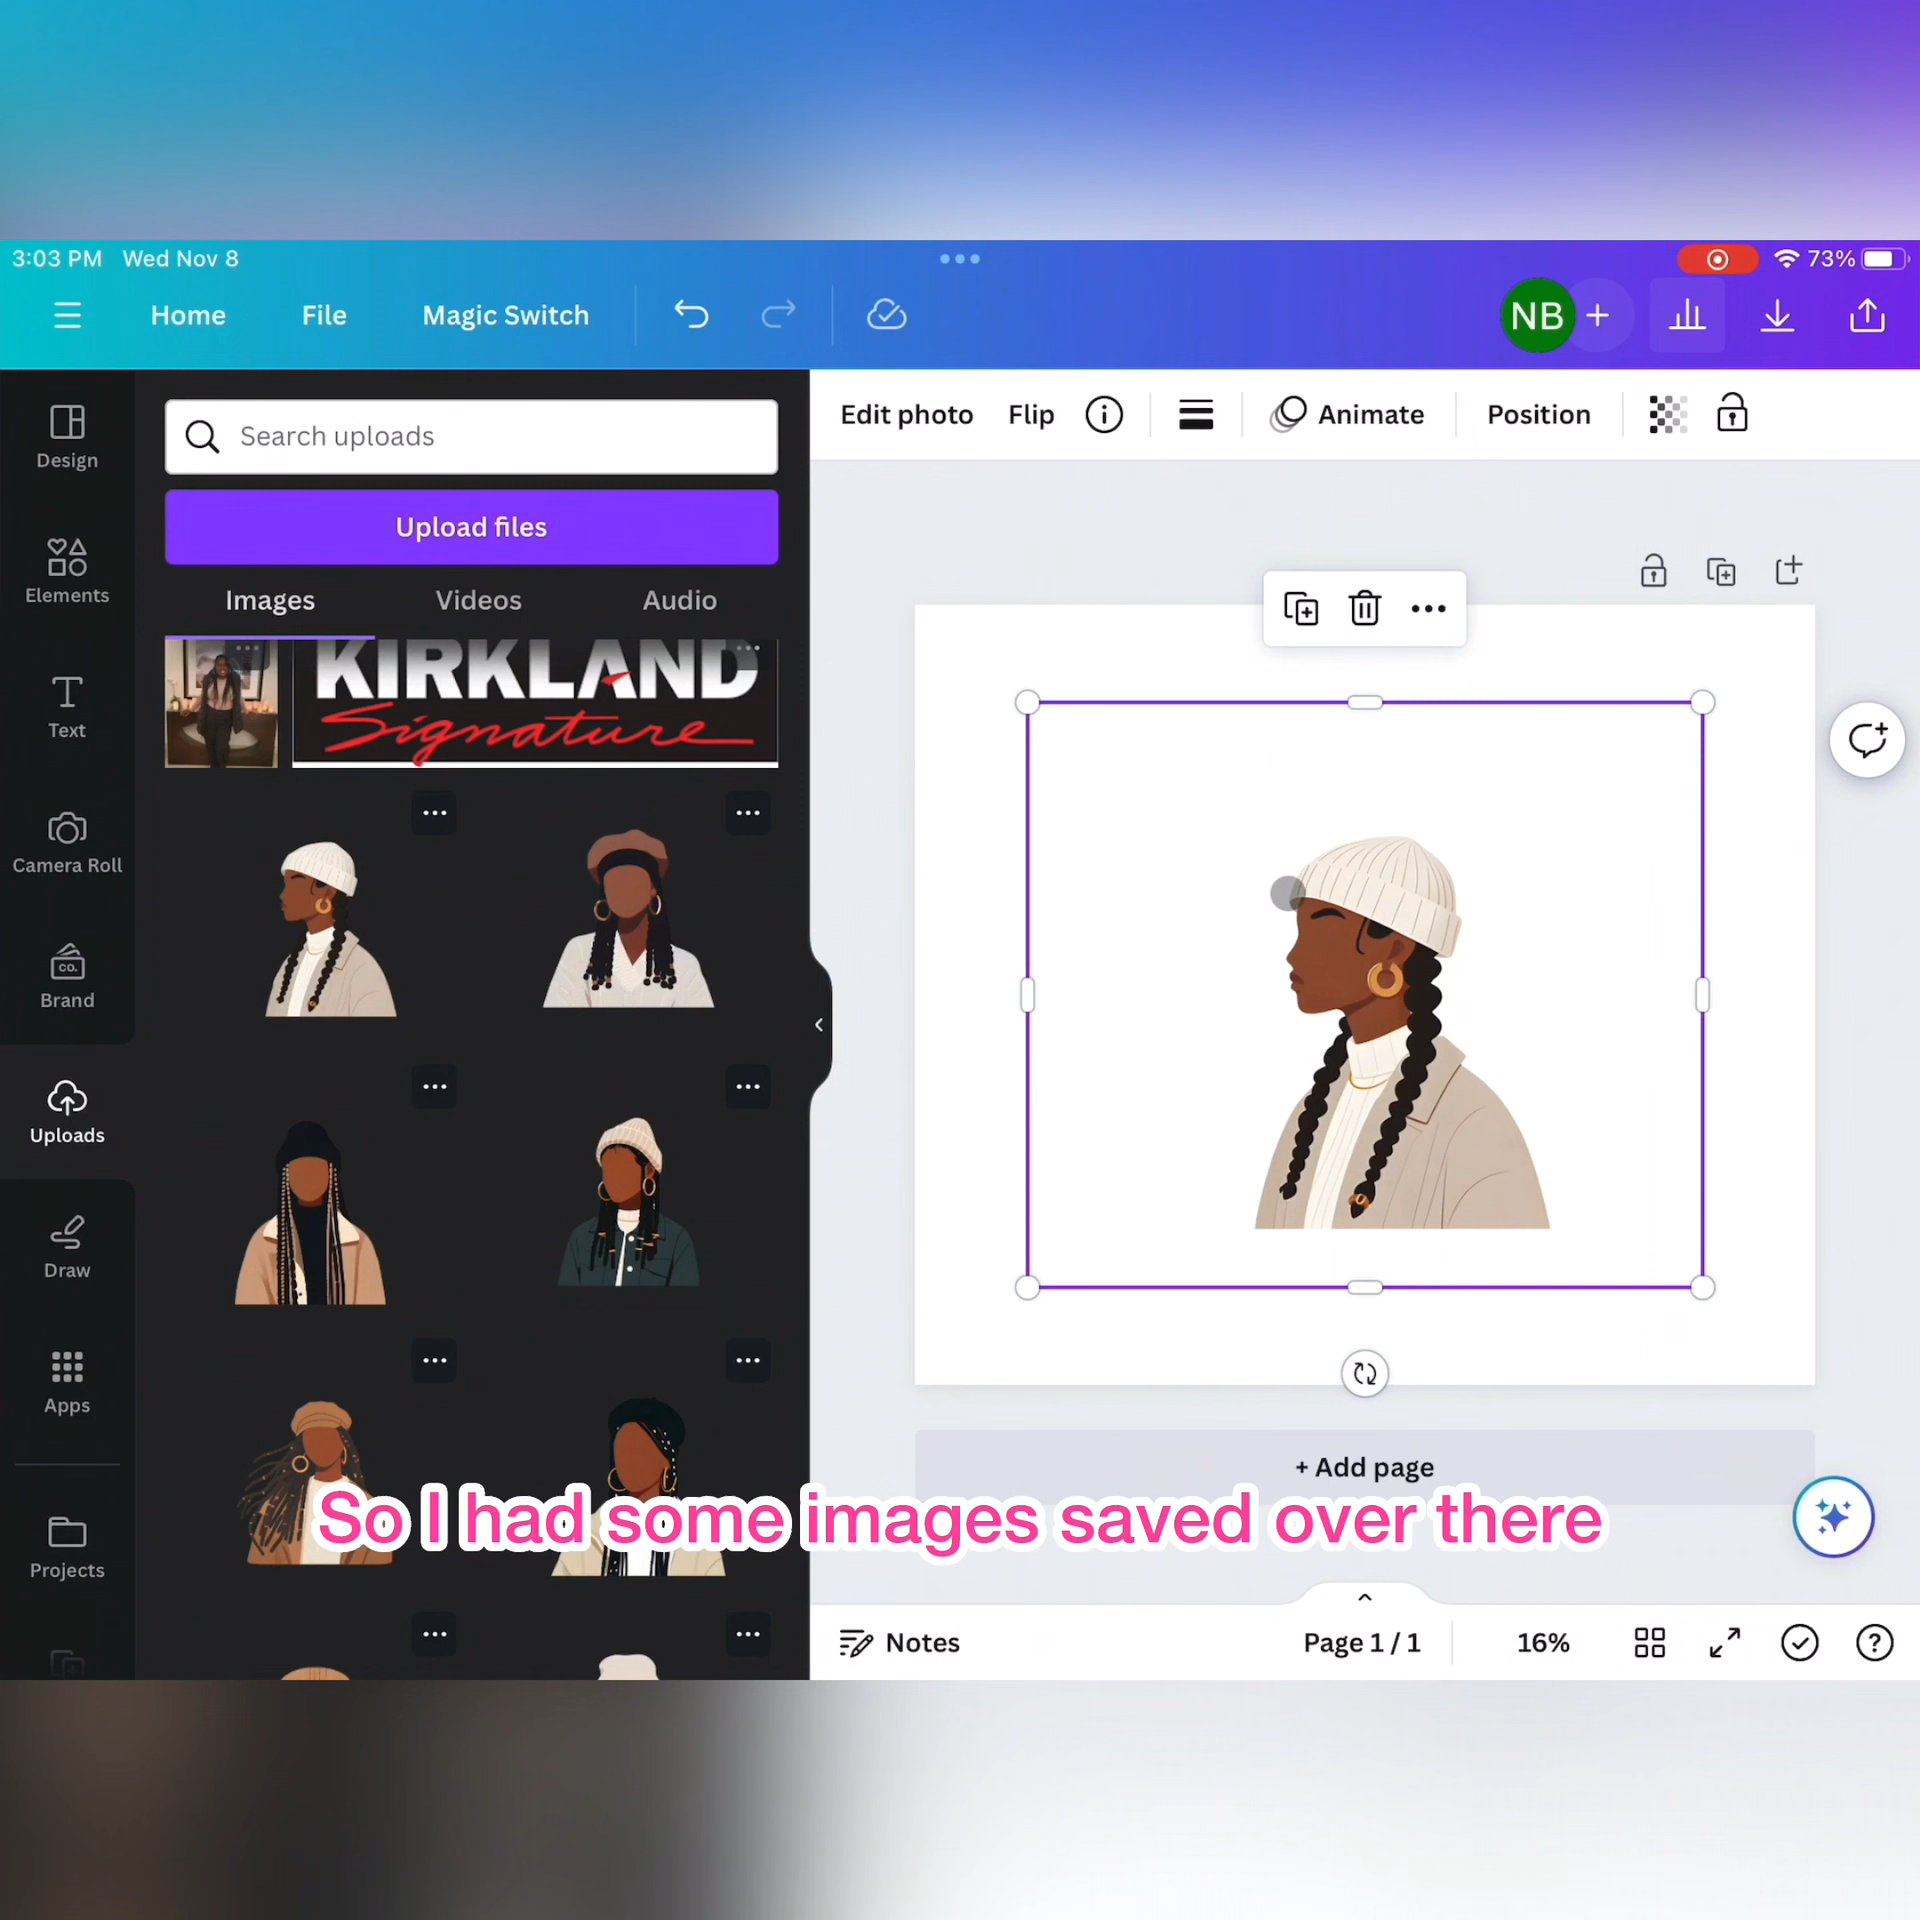 3:03 PM Wed Nov 8
73%
Home
File
Magic Switch
NB
Design
Elements
Text
Camera Roll
CO.
Brand
Uploads
Draw
Apps
Projects
Search uploads
Upload files
Images
Videos
Audio
KIRKLAND
Signature
Edit photo
Flip
Animate
Position
+ Add page
So I had some images saved over there
Notes
Page 1 / 1
16%